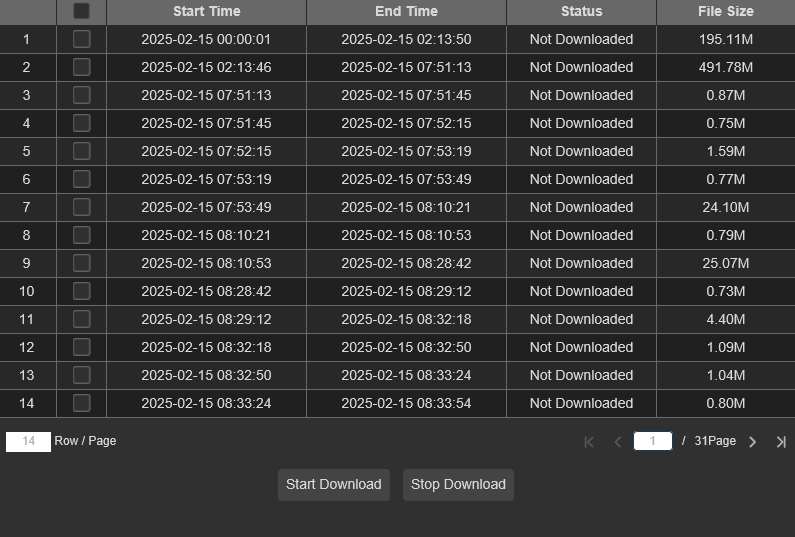 Start Time End Time Status File Size
1 2025-02-15 00:00:01 2025-02-15 02:13:50 Not Downloaded 195.11M
2 2025-02-15 02:13:46 2025-02-15 07:51:13 Not Downloaded 491.78M
3 2025-02-15 07:51:13 2025-02-15 07:51:45 Not Downloaded 0.87M
4 2025-02-15 07:51:45 2025-02-15 07:52:15 Not Downloaded 0.75M
5 2025-02-15 07:52:15 2025-02-15 07:53:19 Not Downloaded 1.59M
6 2025-02-15 07:53:19 2025-02-15 07:53:49 Not Downloaded 0.77M
7 2025-02-15 07:53:49 2025-02-15 08:10:21 Not Downloaded 24.10M
8 2025-02-15 08:10:21 2025-02-15 08:10:53 Not Downloaded 0.79M
9 2025-02-15 08:10:53 2025-02-15 08:28:42 Not Downloaded 25.07M
10 2025-02-15 08:28:42 2025-02-15 08:29:12 Not Downloaded 0.73M
11 2025-02-15 08:29:12 2025-02-15 08:32:18 Not Downloaded 4.40M
12 2025-02-15 08:32:18 2025-02-15 08:32:50 Not Downloaded 1.09M
13 2025-02-15 08:32:50 2025-02-15 08:33:24 Not Downloaded 1.04M
14 2025-02-15 08:33:24 2025-02-15 08:33:54 Not Downloaded 0.80M
14 Row / Page 1 / 31Page
Start Download Stop Download